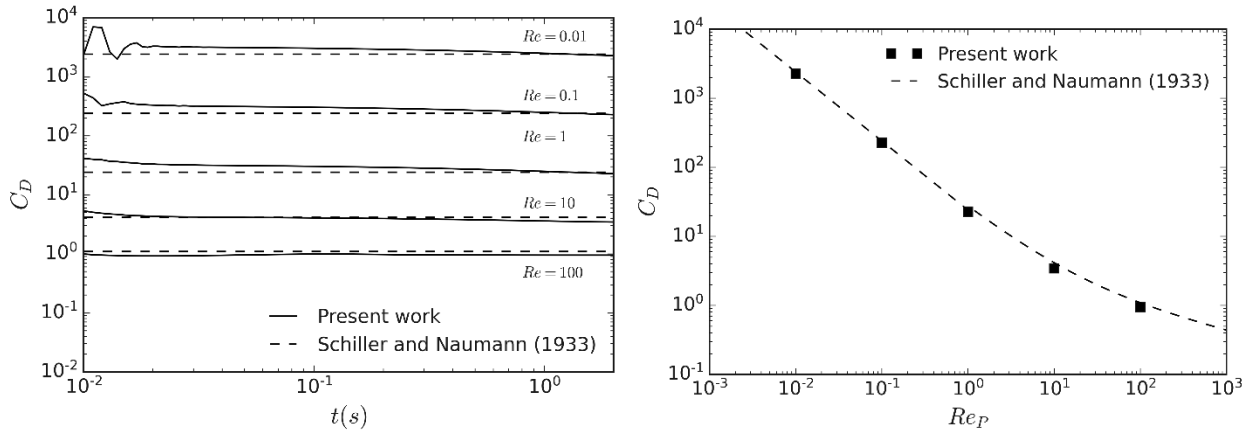 10^4
10^3
10^2
10^1
10^0
10^-1
10^-2
C_D
Re = 0.01
Re = 0.1
Re = 1
Re = 10
Re = 100
Present work
Schiller and Naumann (1933)
10^-2
10^-1
10^0
t(s)
10^4
10^3
10^2
10^1
10^0
10^-1
C_D
Present work
Schiller and Naumann (1933)
10^-3
10^-2
10^-1
10^0
10^1
10^2
10^3
Re_P